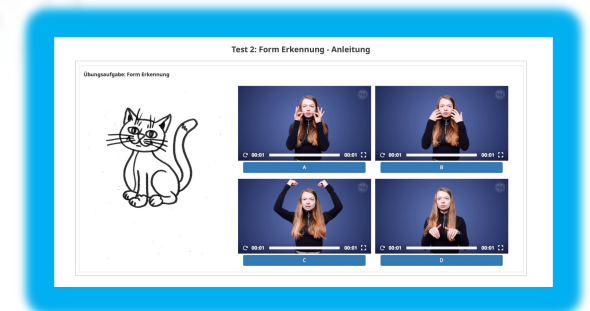 Test 2: Form Erkennung - Anleitung
Übungsaufgabe: Form Erkennung
00:01 00:01
A
00:01 00:01
B
00:01 00:01
C
00:01 00:01
D